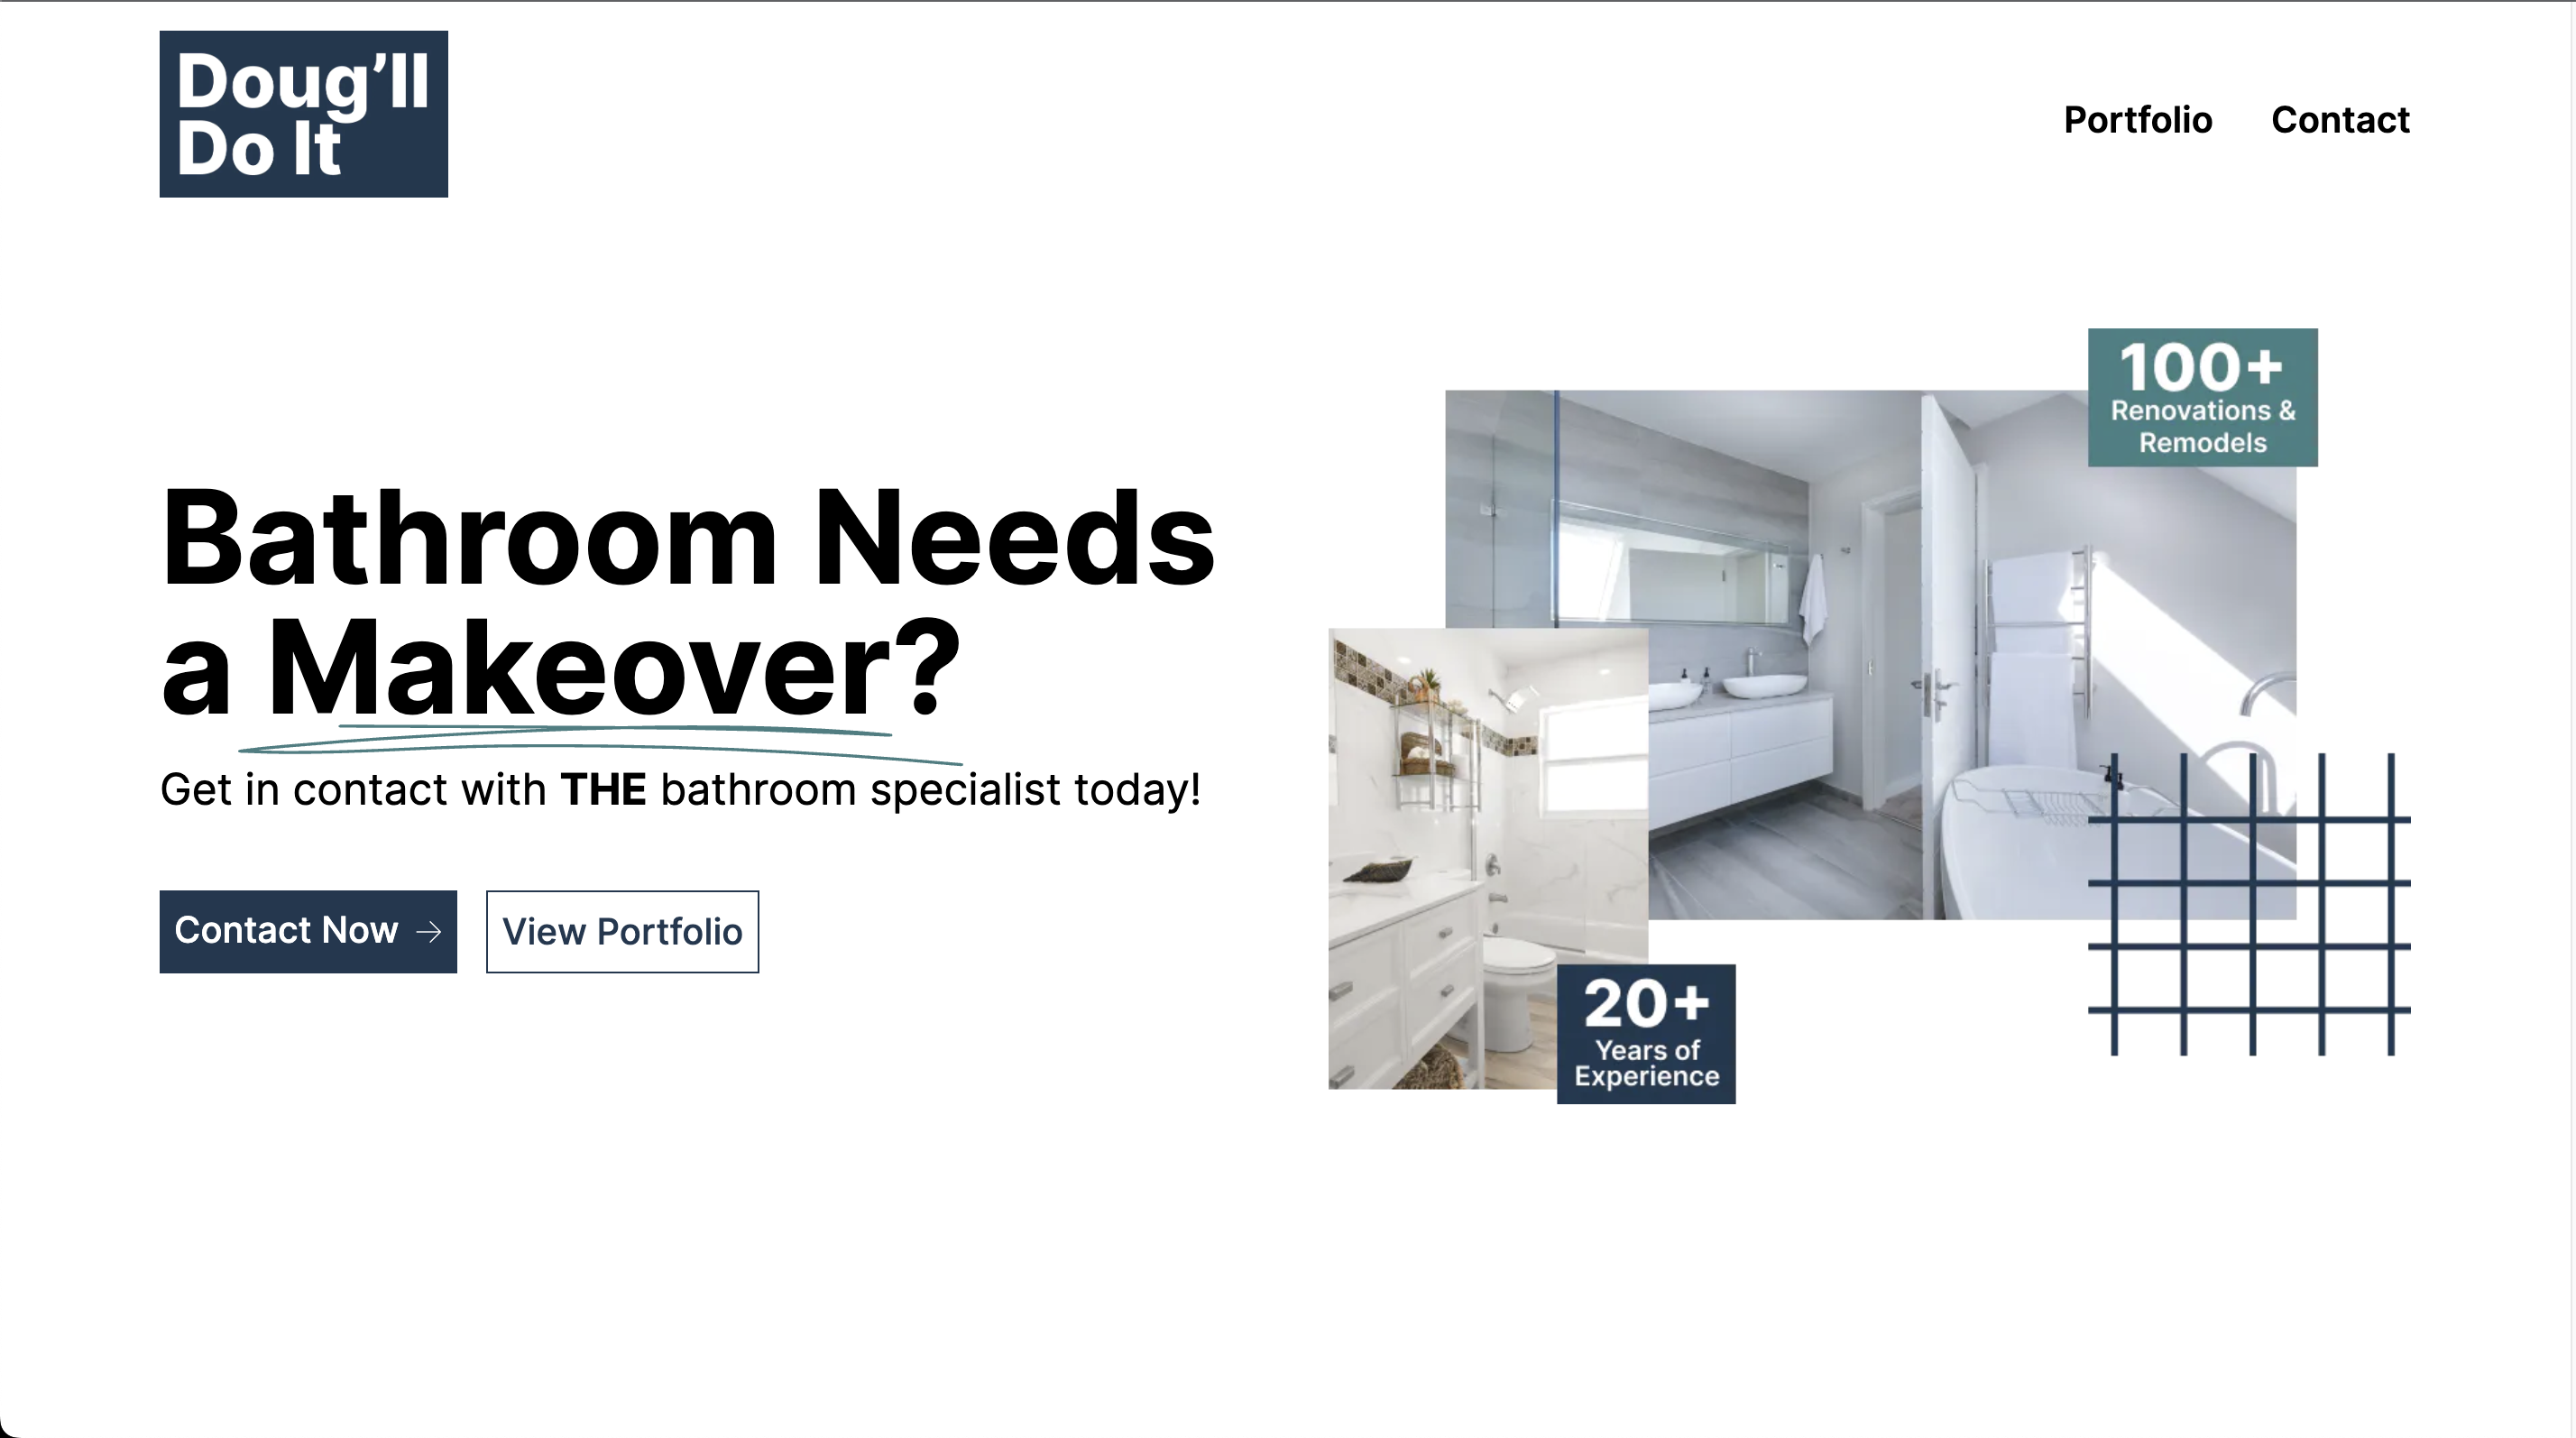 Doug’ll
Do It
Portfolio
Contact
Bathroom Needs
a Makeover?
Get in contact with THE bathroom specialist today!
Contact Now →
View Portfolio
100+
Renovations &
Remodels
20+
Years of
Experience